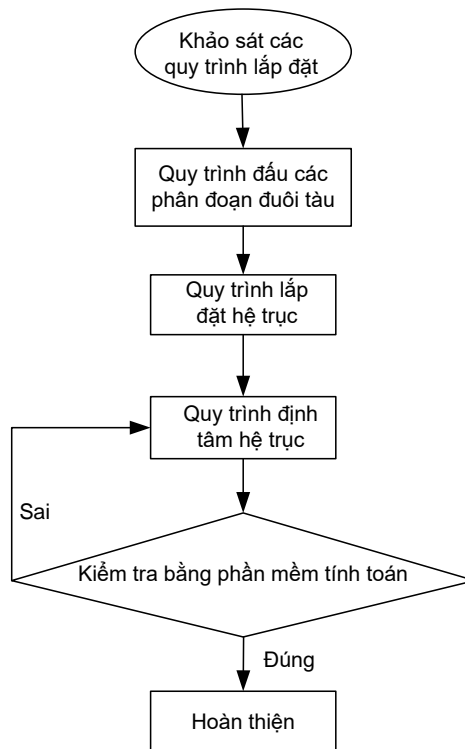 Khảo sát các
quy trình lắp đặt
Quy trình đấu các
phân đoạn đuôi tàu
Quy trình lắp
đặt hệ trục
Quy trình định
tâm hệ trục
Sai
Kiểm tra bằng phần mềm tính toán
Đúng
Hoàn thiện